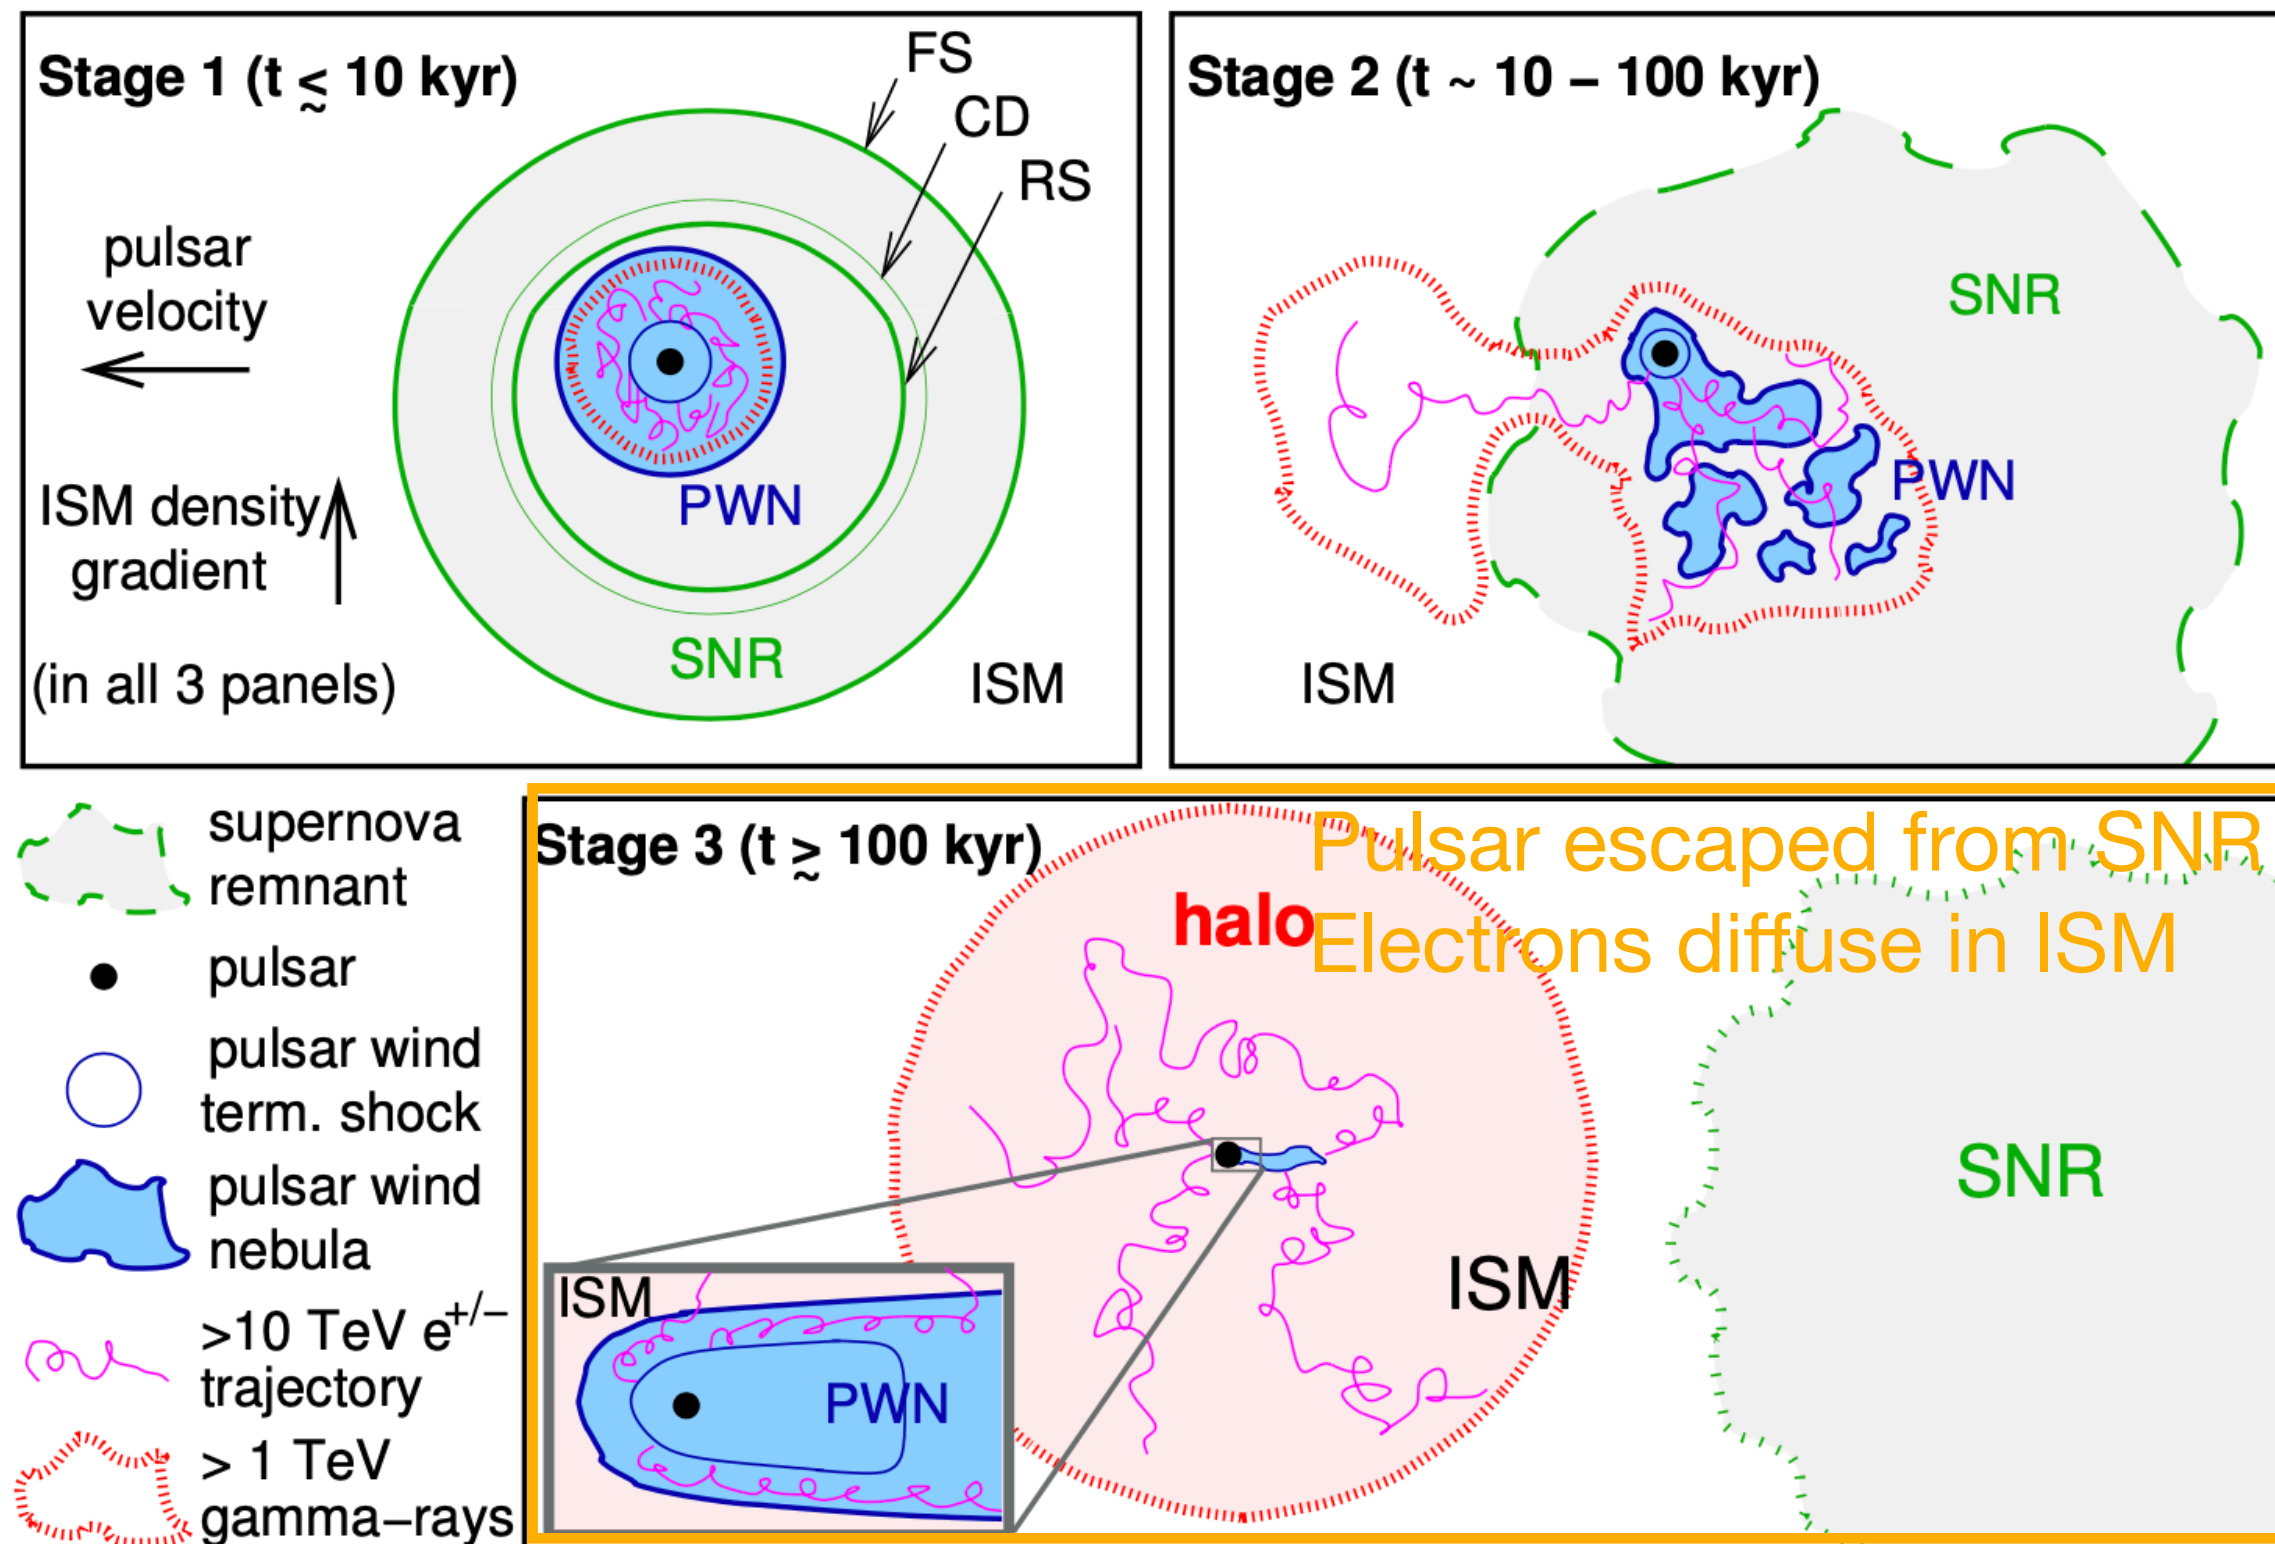 Stage 1 (t ≲ 10 kyr)
FS
CD
RS
pulsar
velocity
ISM density
gradient
(in all 3 panels)
PWN
SNR
ISM
Stage 2 (t ~ 10 – 100 kyr)
SNR
PWN
ISM
supernova
remnant
pulsar
pulsar wind
term. shock
pulsar wind
nebula
>10 TeV e+/−
trajectory
> 1 TeV
gamma−rays
Stage 3 (t ≳ 100 kyr)
Pulsar escaped from SNR
halo
Electrons diffuse in ISM
SNR
ISM
ISM
PWN